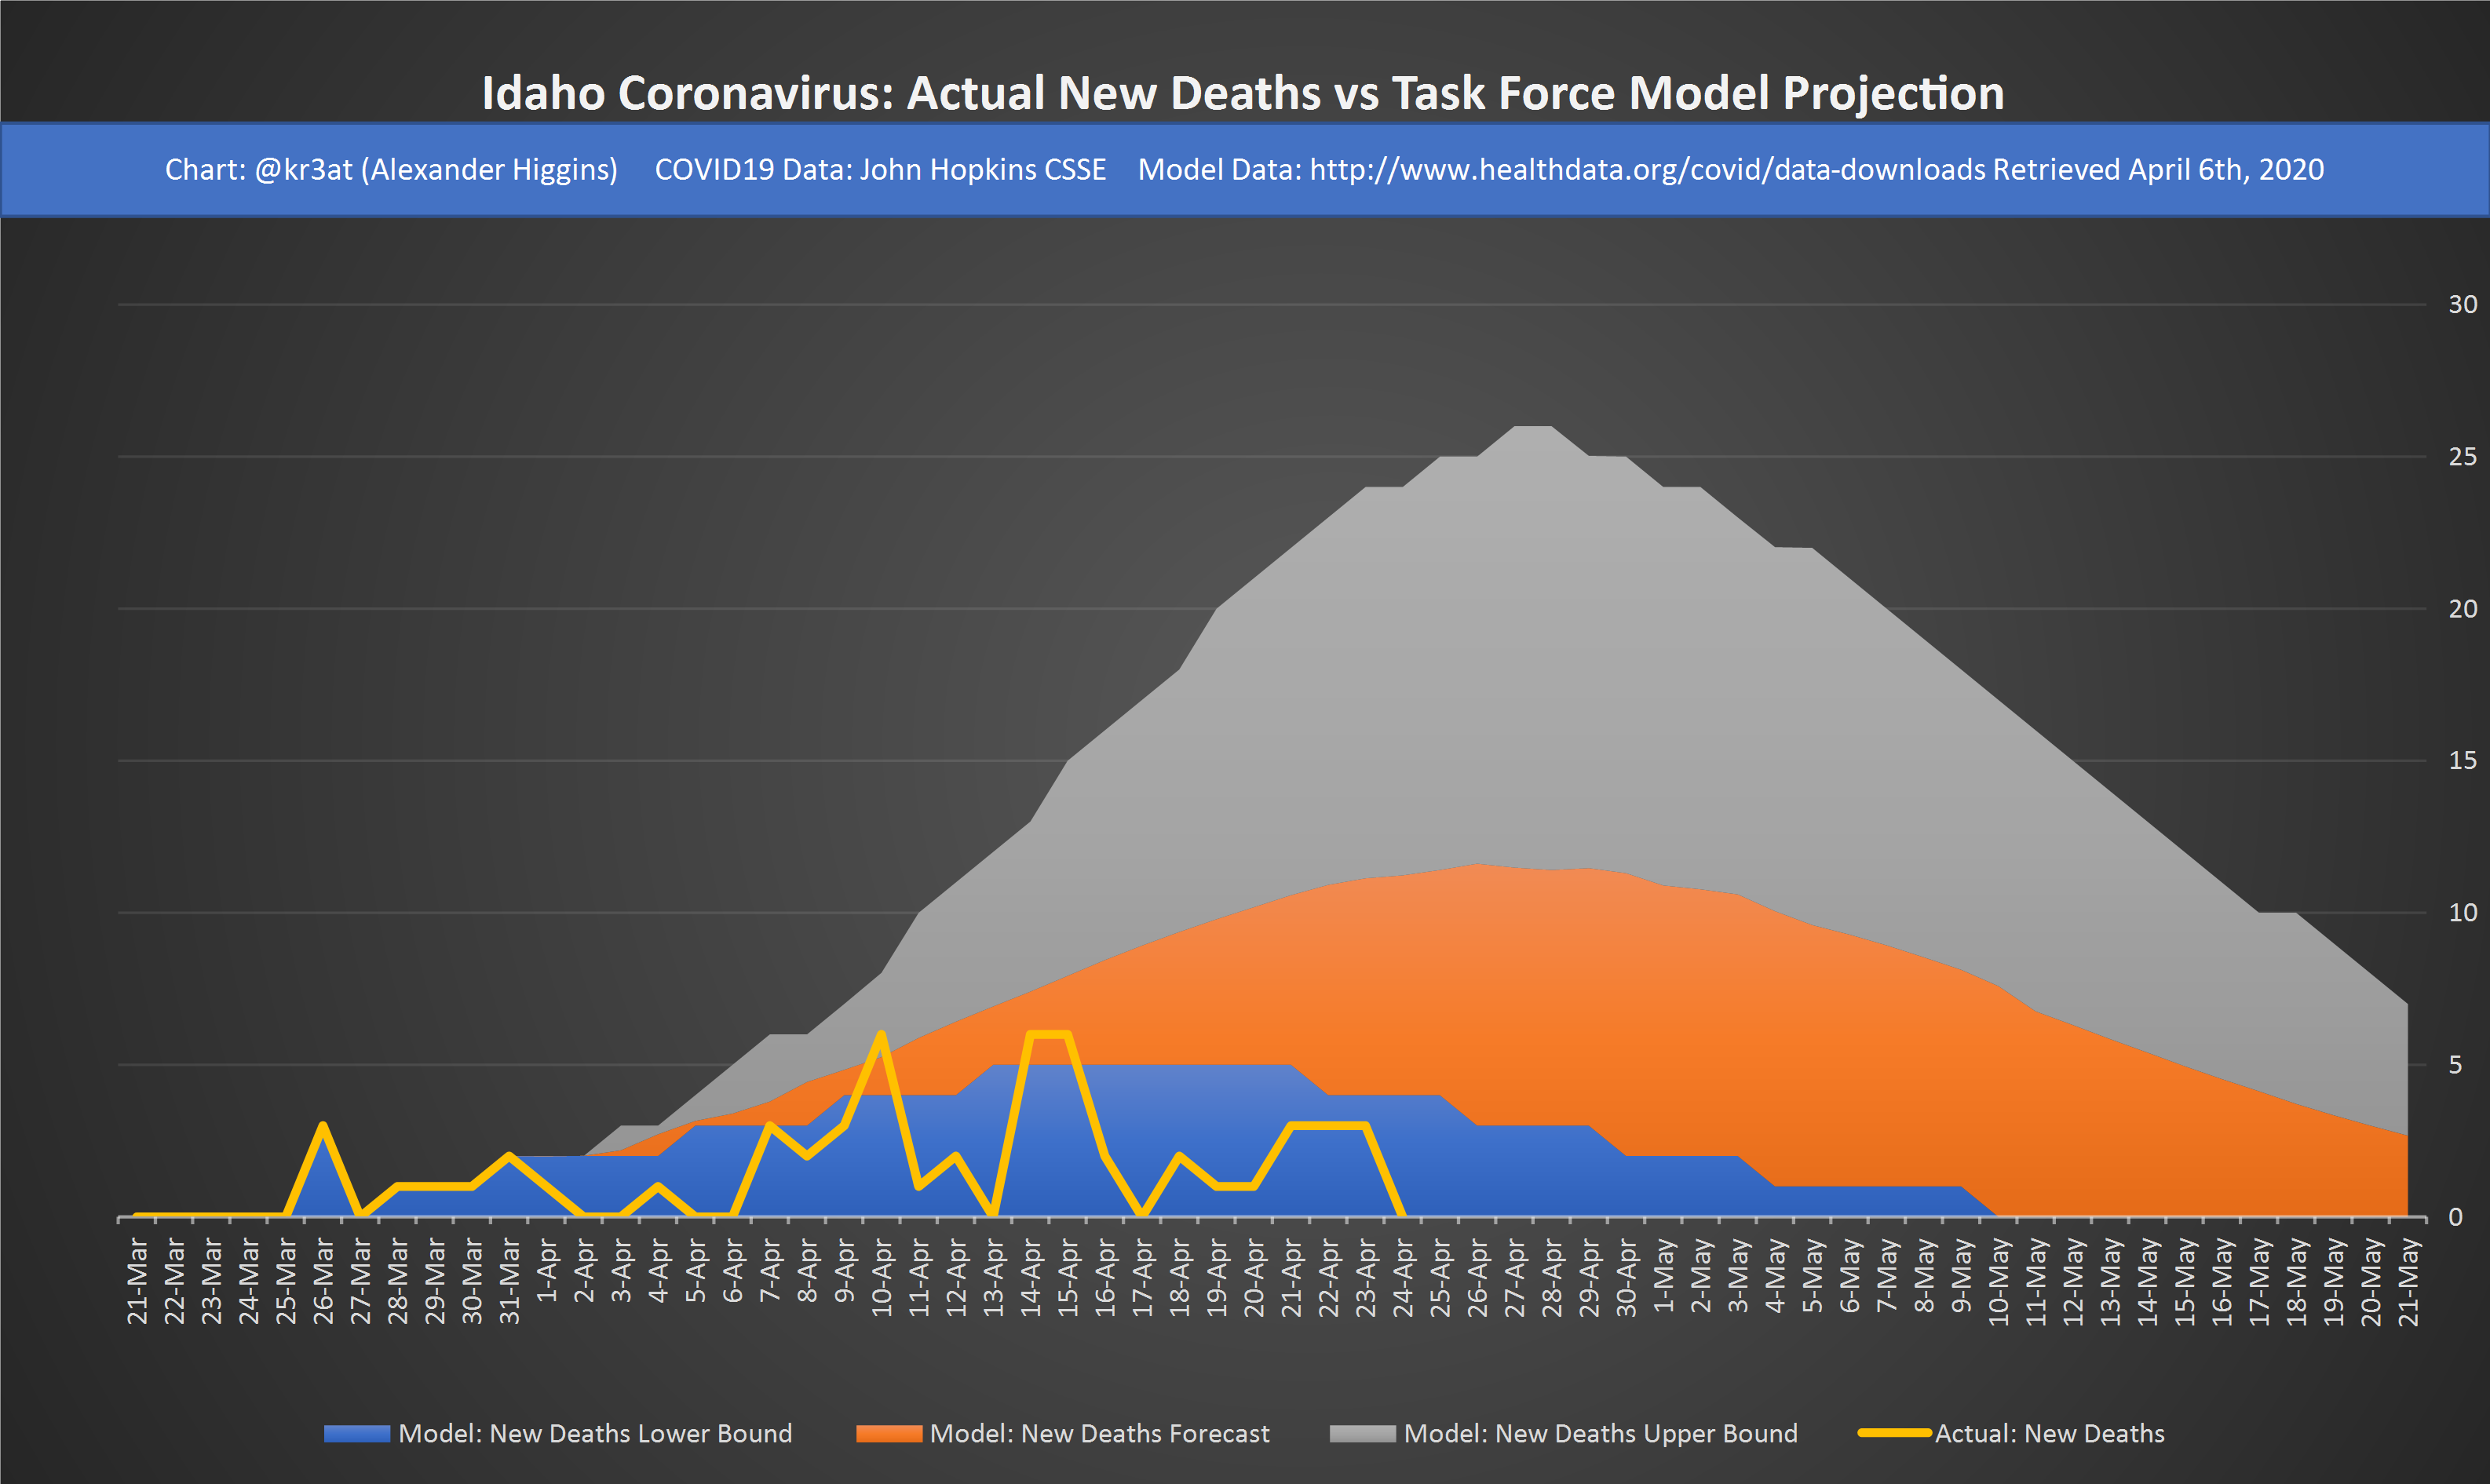 Idaho Coronavirus: Actual New Deaths vs Task Force Model Projection
Chart: @kr3at (Alexander Higgins) COVID19 Data: John Hopkins CSSE Model Data: http://www.healthdata.org/covid/data-downloads Retrieved April 6th, 2020
30
25
20
15
10
5
0
21-Mar
22-Mar
23-Mar
24-Mar
25-Mar
26-Mar
27-Mar
28-Mar
29-Mar
30-Mar
31-Mar
1-Apr
2-Apr
3-Apr
4-Apr
5-Apr
6-Apr
7-Apr
8-Apr
9-Apr
10-Apr
11-Apr
12-Apr
13-Apr
14-Apr
15-Apr
16-Apr
17-Apr
18-Apr
19-Apr
20-Apr
21-Apr
22-Apr
23-Apr
24-Apr
25-Apr
26-Apr
27-Apr
28-Apr
29-Apr
30-Apr
1-May
2-May
3-May
4-May
5-May
6-May
7-May
8-May
9-May
10-May
11-May
12-May
13-May
14-May
15-May
16-May
17-May
18-May
19-May
20-May
21-May
Model: New Deaths Lower Bound
Model: New Deaths Forecast
Model: New Deaths Upper Bound
Actual: New Deaths